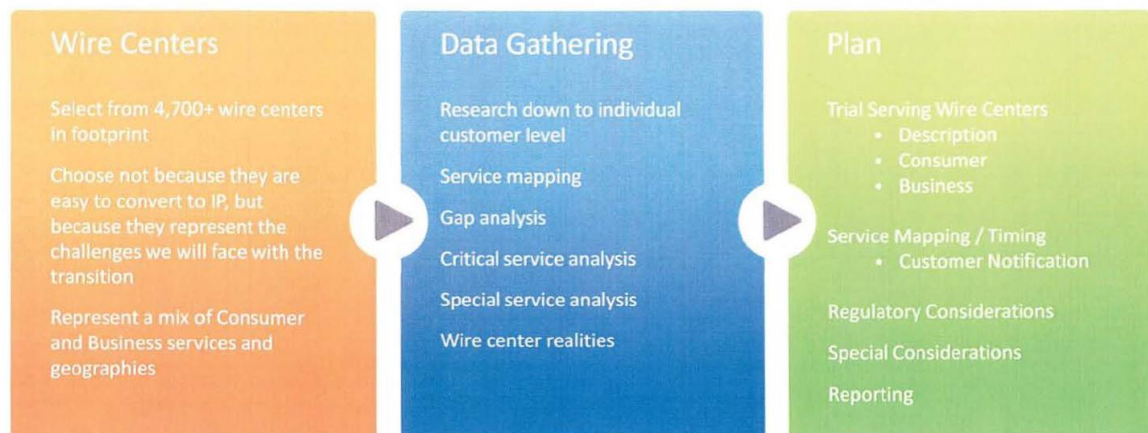 Wire Centers
Select from 4,700+ wire centers
in footprint
Choose not because they are
easy to convert to IP, but
because they represent the
challenges we will face with the
transition
Represent a mix of Consumer
and Business services and
geographies
Data Gathering
Research down to individual
customer level
Service mapping
Gap analysis
Critical service analysis
Special service analysis
Wire center realities
Plan
Trial Serving Wire Centers
• Description
• Consumer
• Business
Service Mapping / Timing
• Customer Notification
Regulatory Considerations
Special Considerations
Reporting